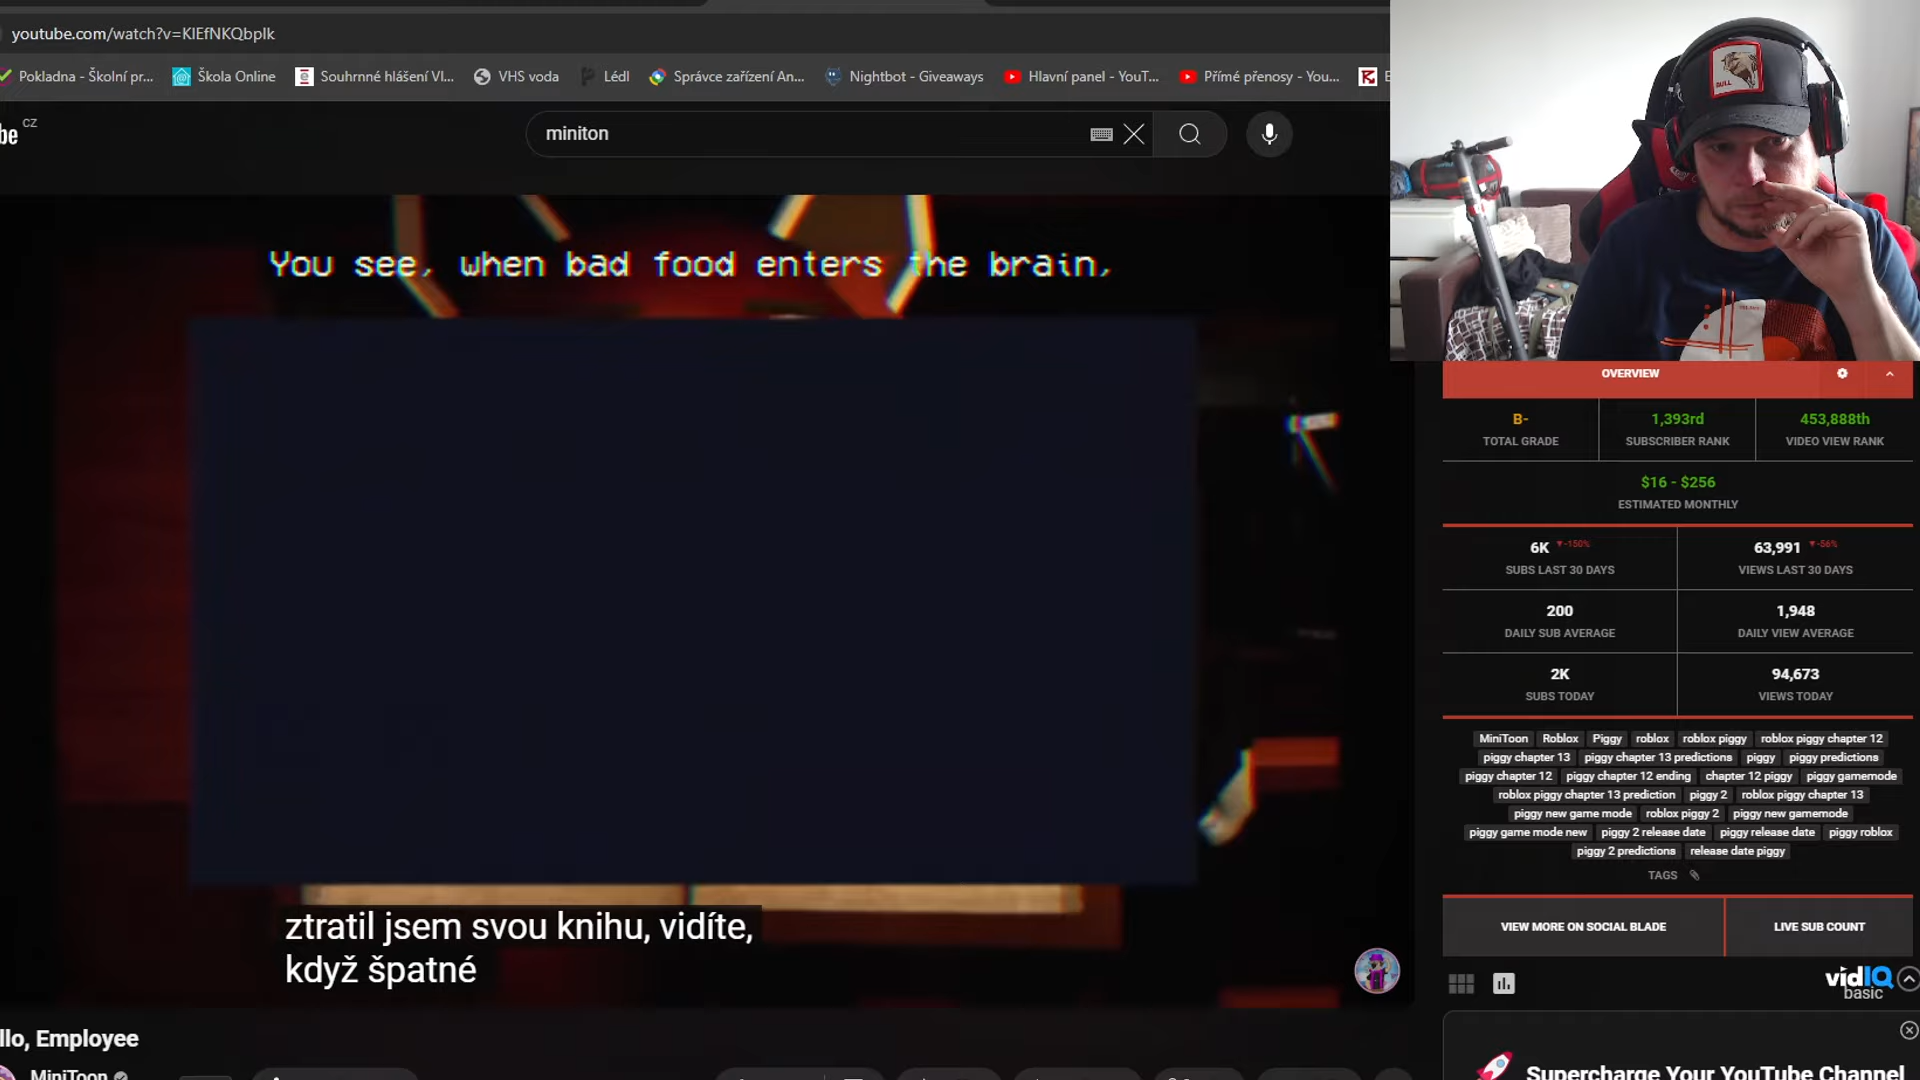 youtube.com/watch?v=KlEfNKQbplk
Pokladna - Školní pr...
Škola Online
Souhrnné hlášení Vl...
VHS voda
Lédl
Správce zařízení An...
Nightbot - Giveaways
Hlavní panel - YouT...
Přímé přenosy - You...
be CZ
miniton
BULL
You see, when bad food enters the brain,
ztratil jsem svou knihu, vidíte,
když špatné
llo, Employee
MiniToon
OVERVIEW
B- 1,393rd 453,888th
TOTAL GRADE SUBSCRIBER RANK VIDEO VIEW RANK
$16 - $256
ESTIMATED MONTHLY
6K -150% 63,991 -56%
SUBS LAST 30 DAYS VIEWS LAST 30 DAYS
200 1,948
DAILY SUB AVERAGE DAILY VIEW AVERAGE
2K 94,673
SUBS TODAY VIEWS TODAY
MiniToon Roblox Piggy roblox roblox piggy roblox piggy chapter 12
piggy chapter 13 piggy chapter 13 predictions piggy piggy predictions
piggy chapter 12 piggy chapter 12 ending chapter 12 piggy piggy gamemode
roblox piggy chapter 13 prediction piggy 2 roblox piggy chapter 13
piggy new game mode roblox piggy 2 piggy new gamemode
piggy game mode new piggy 2 release date piggy release date piggy roblox
piggy 2 predictions release date piggy
TAGS
VIEW MORE ON SOCIAL BLADE LIVE SUB COUNT
vidIQ
basic
Supercharge Your YouTube Channel